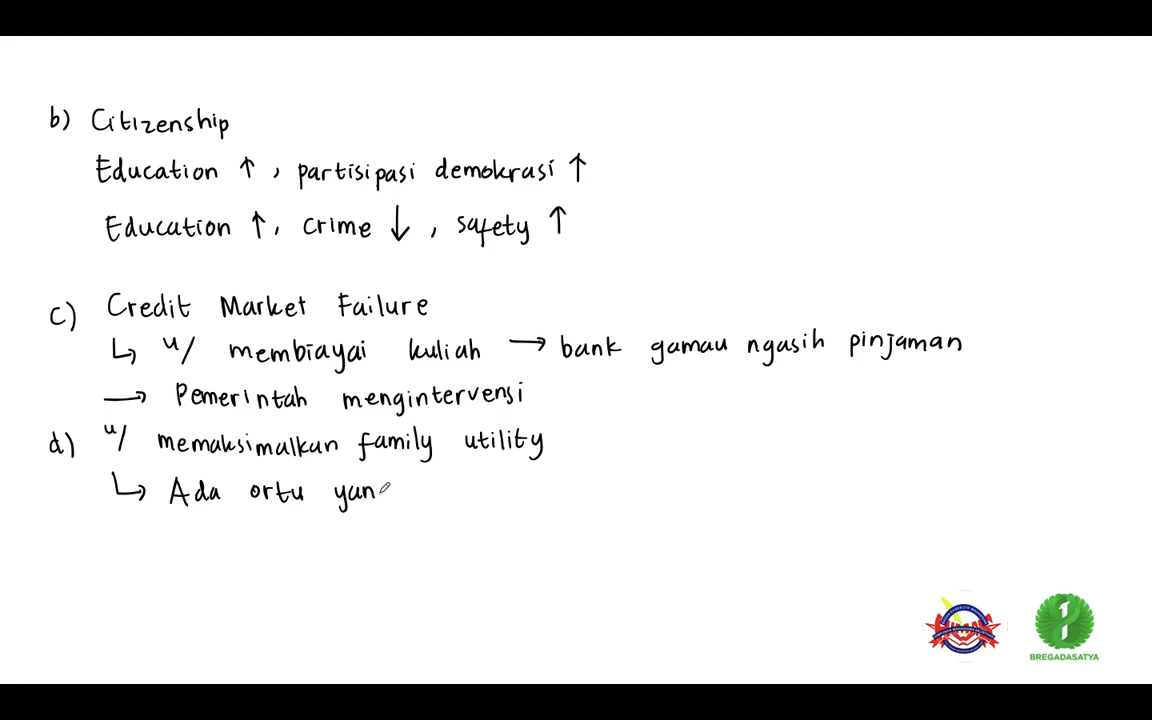 b) Citizenship
Education ↑, partisipasi demokrasi ↑
Education ↑, crime ↓, safety ↑
c) Credit Market Failure
↳ u/ membiayai kuliah → bank gamau ngasih pinjaman
→ Pemerintah mengintervensi
d) u/ memaksimalkan family utility
↳ Ada ortu yan
BREGADASATYA